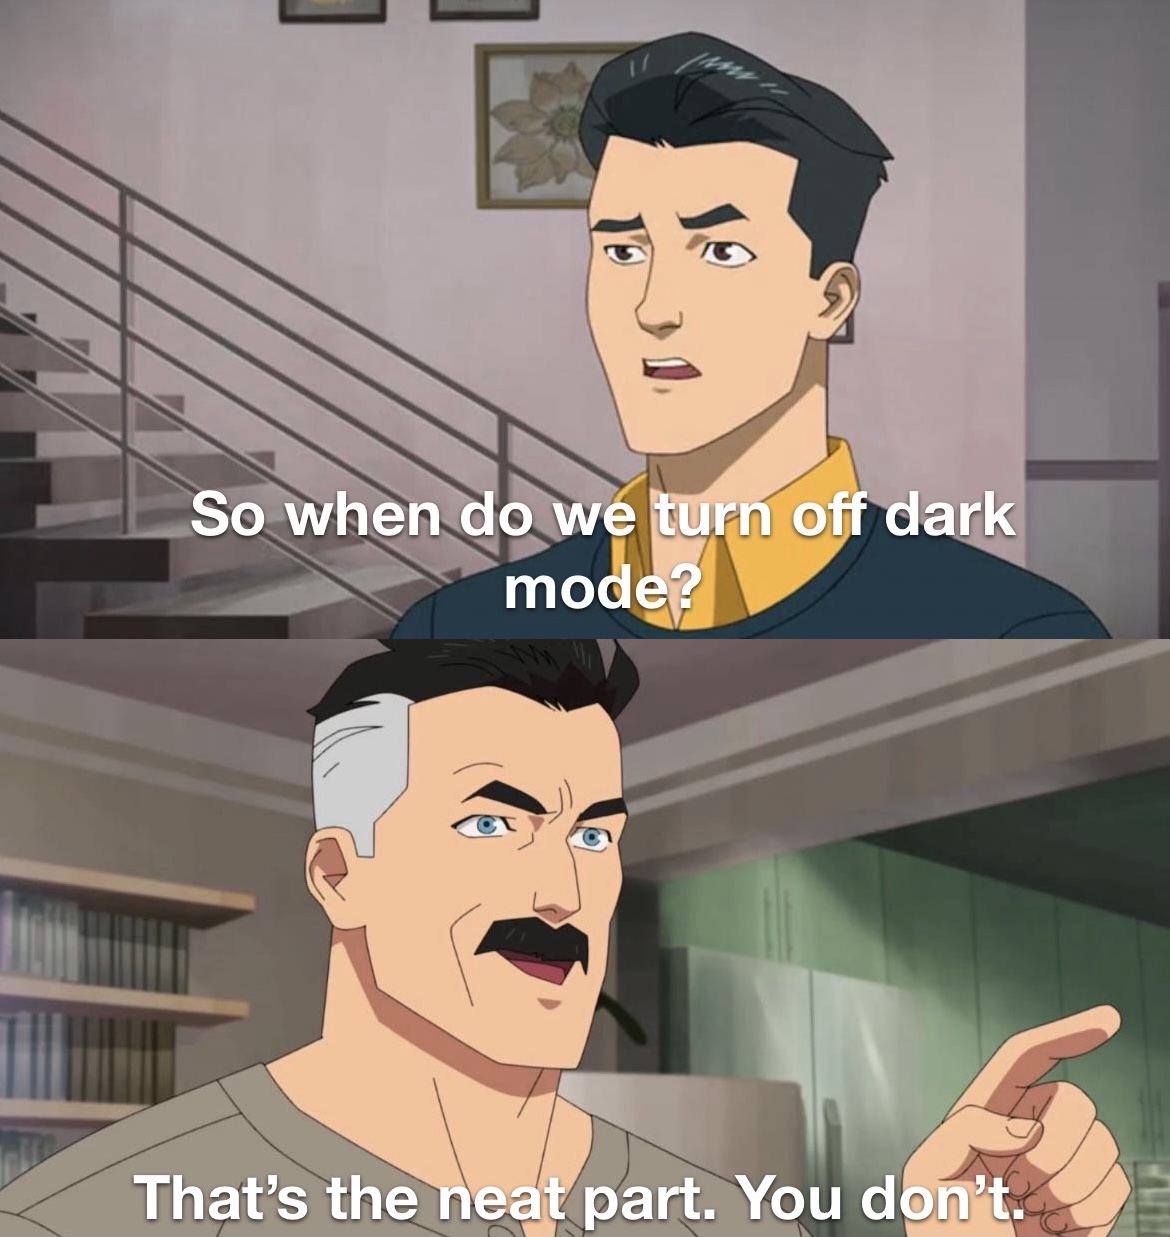 So when do we turn off dark
mode?
That’s the neat part. You don’t.